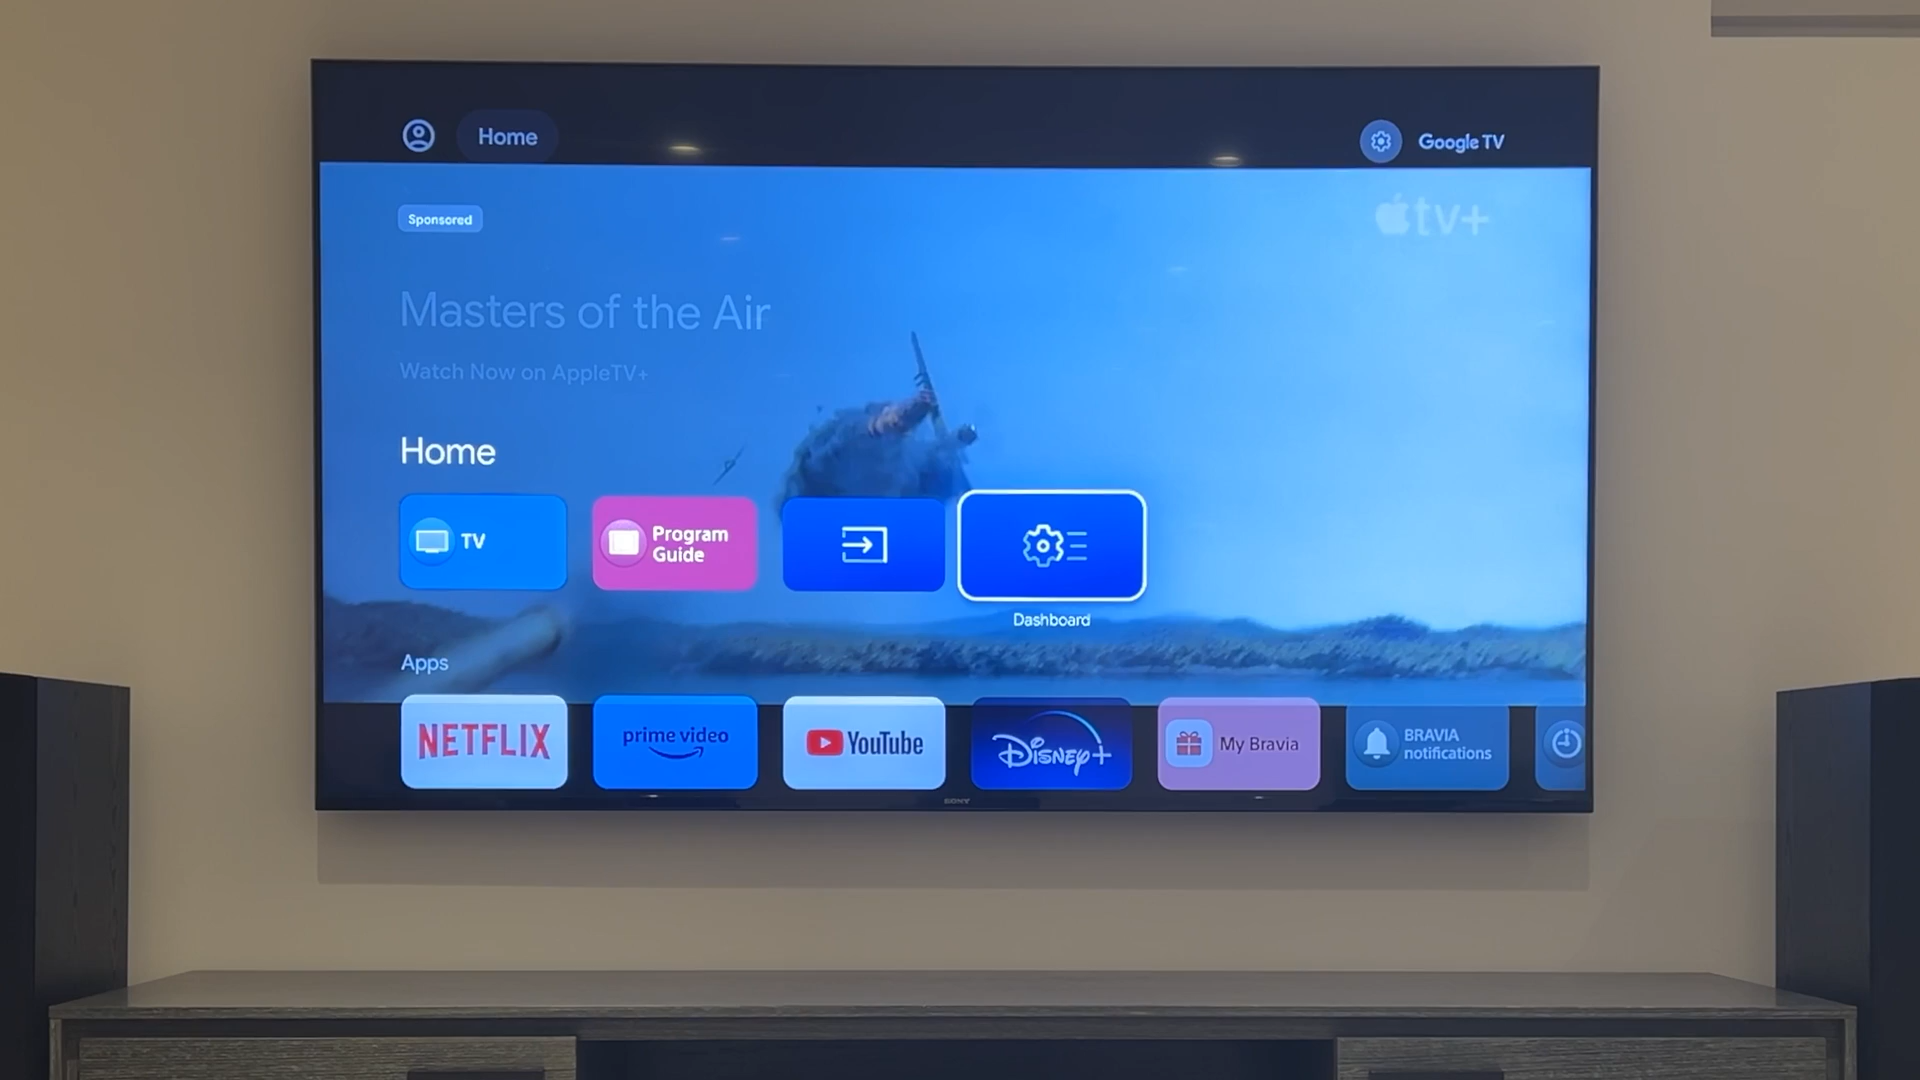 Home
Google TV
Sponsored
tv+
Masters of the Air
Watch Now on AppleTV+
Home
TV
Program
Guide
Dashboard
Apps
NETFLIX
prime video
YouTube
Disney+
My Bravia
BRAVIA
notifications
SONY